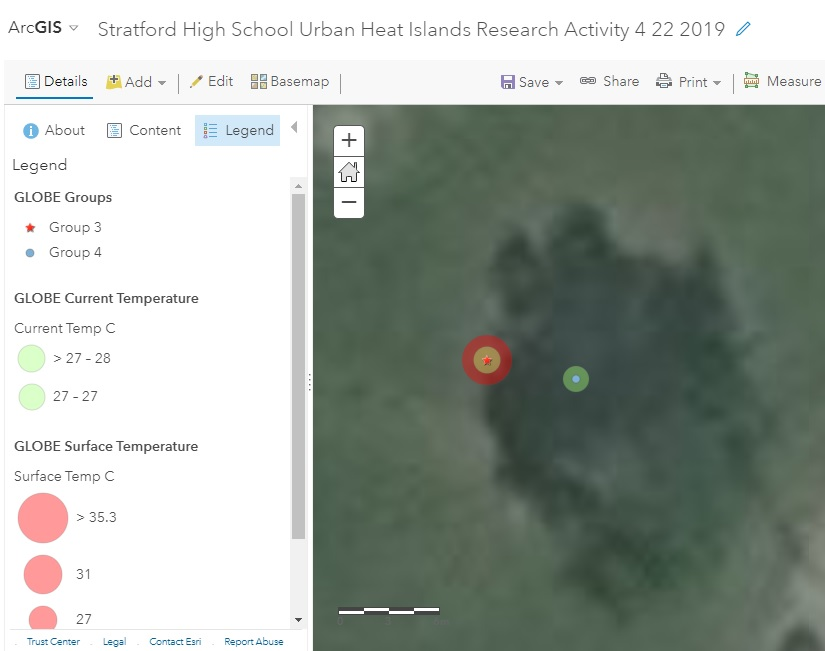 ArcGIS Stratford High School Urban Heat Islands Research Activity 4 22 2019
Details Add Edit Basemap Save Share Print Measure
About Content Legend
Legend
GLOBE Groups
Group 3
Group 4
GLOBE Current Temperature
Current Temp C
> 27 - 28
27 - 27
GLOBE Surface Temperature
Surface Temp C
> 35.3
31
27
Trust Center . Legal . Contact Esri . Report Abuse